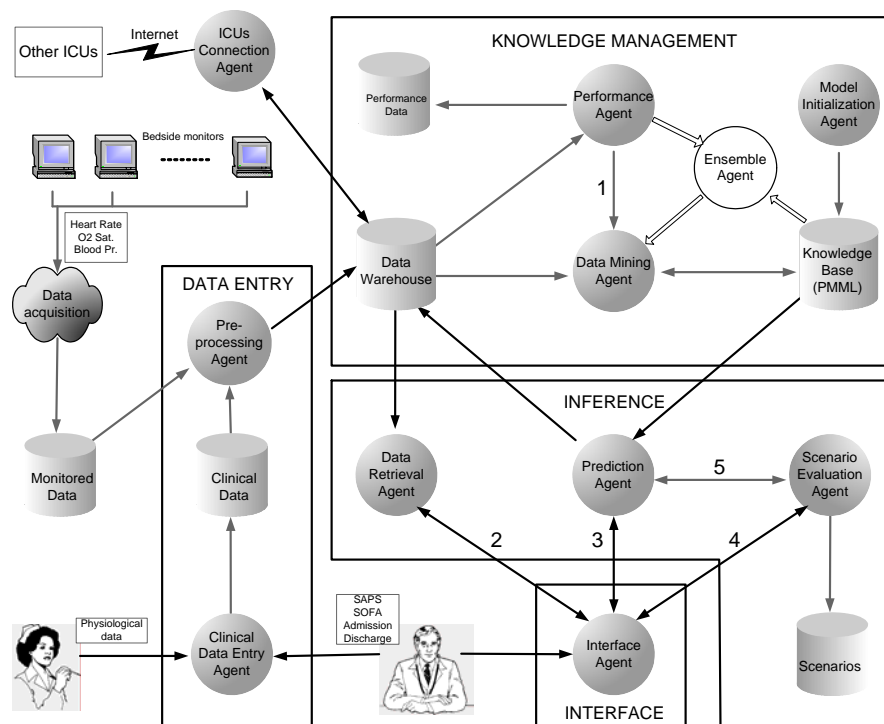 Other ICUs
Internet
ICUs
Connection
Agent
KNOWLEDGE MANAGEMENT
Performance
Data
Performance
Agent
Model
Initialization
Agent
Ensemble
Agent
1
Bedside monitors
Heart Rate
O2 Sat.
Blood Pr.
Data
acquisition
DATA ENTRY
Pre-
processing
Agent
Data
Warehouse
Data Mining
Agent
Knowledge
Base
(PMML)
INFERENCE
Monitored
Data
Clinical
Data
Data
Retrieval
Agent
Prediction
Agent
5
Scenario
Evaluation
Agent
2
3
4
Physiological
data
SAPS
SOFA
Admission
Discharge
Clinical
Data Entry
Agent
Interface
Agent
Scenarios
INTERFACE